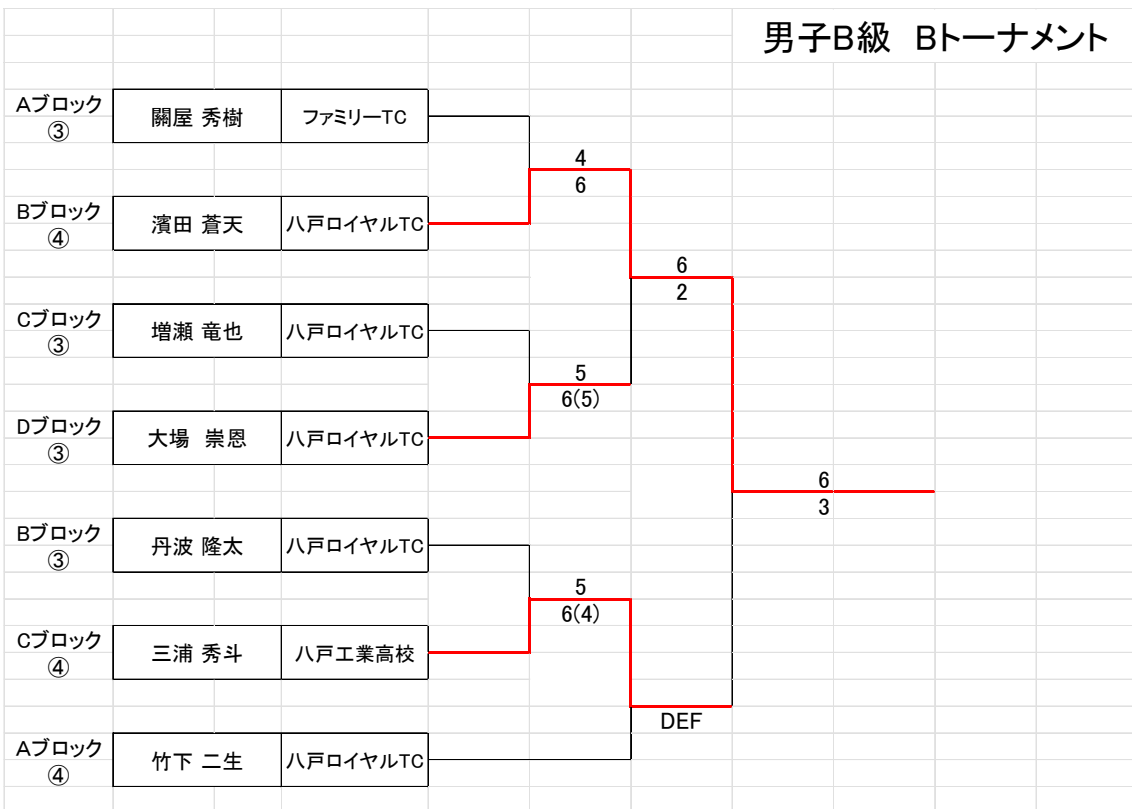 男子B級　Bトーナメント
Aブロック
③
關屋 秀樹
ファミリーTC
4
6
Bブロック
④
濱田 蒼天
八戸ロイヤルTC
6
2
Cブロック
③
増瀬 竜也
八戸ロイヤルTC
5
6(5)
Dブロック
③
大場　崇恩
八戸ロイヤルTC
6
3
Bブロック
③
丹波 隆太
八戸ロイヤルTC
5
6(4)
Cブロック
④
三浦 秀斗
八戸工業高校
DEF
Aブロック
④
竹下 二生
八戸ロイヤルTC